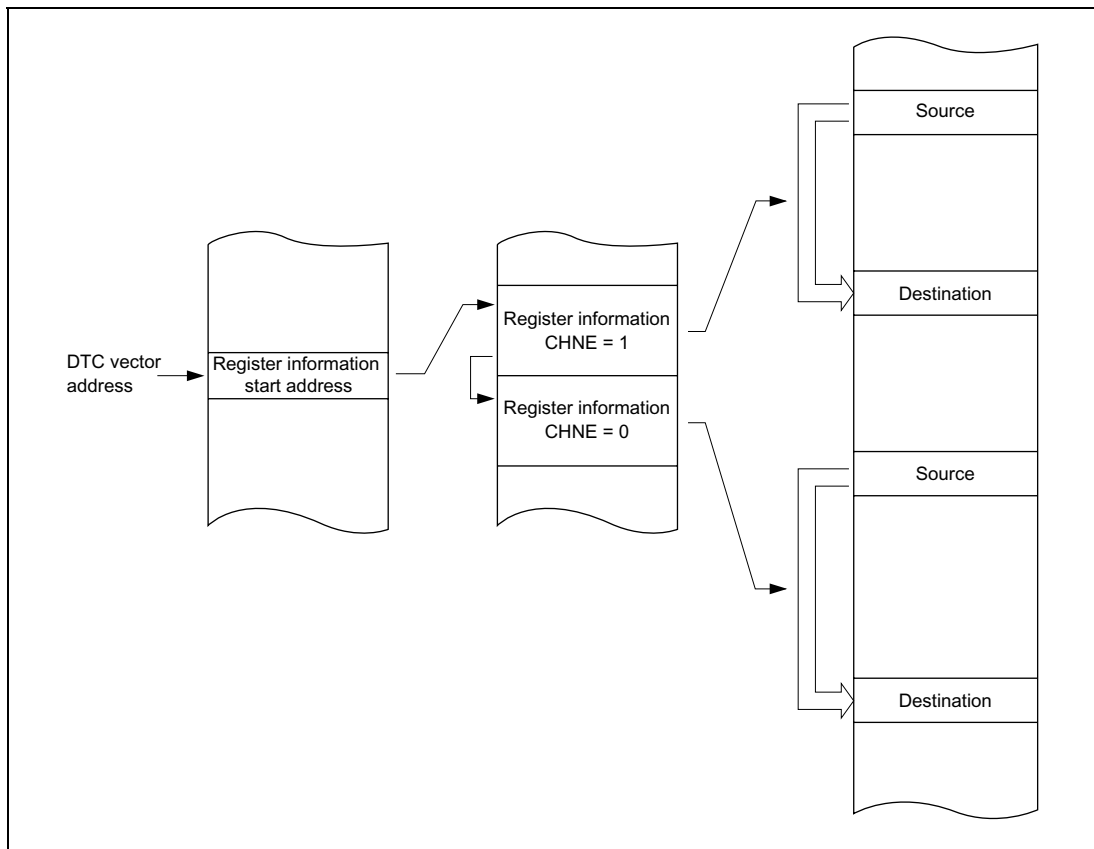 DTC vector
address
Register information
start address
Register information
CHNE = 1
Register information
CHNE = 0
Source
Destination
Source
Destination